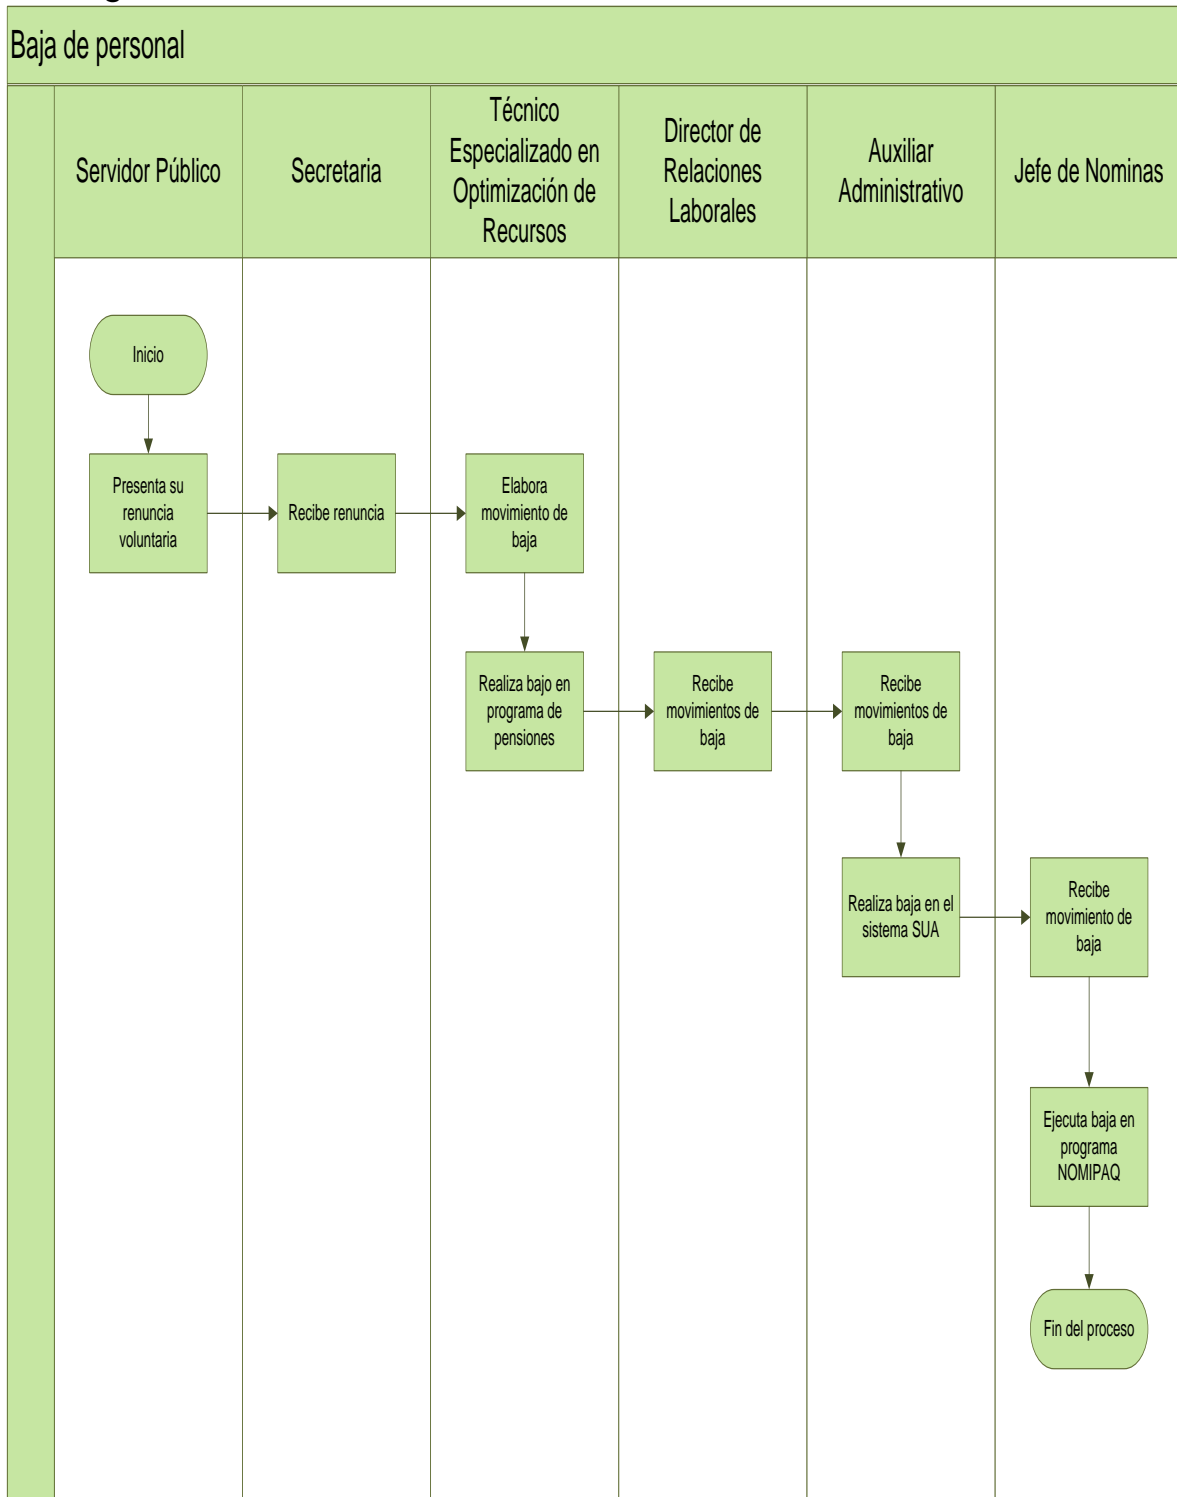 Baja de personal
Servidor Público
Secretaria
Técnico
Especializado en
Optimización de
Recursos
Director de
Relaciones
Laborales
Auxiliar
Administrativo
Jefe de Nominas
Inicio
Presenta su
renuncia
voluntaria
Recibe renuncia
Elabora
movimiento de
baja
Realiza bajo en
programa de
pensiones
Recibe
movimientos de
baja
Recibe
movimientos de
baja
Realiza baja en el
sistema SUA
Recibe
movimiento de
baja
Ejecuta baja en
programa
NOMIPAQ
Fin del proceso